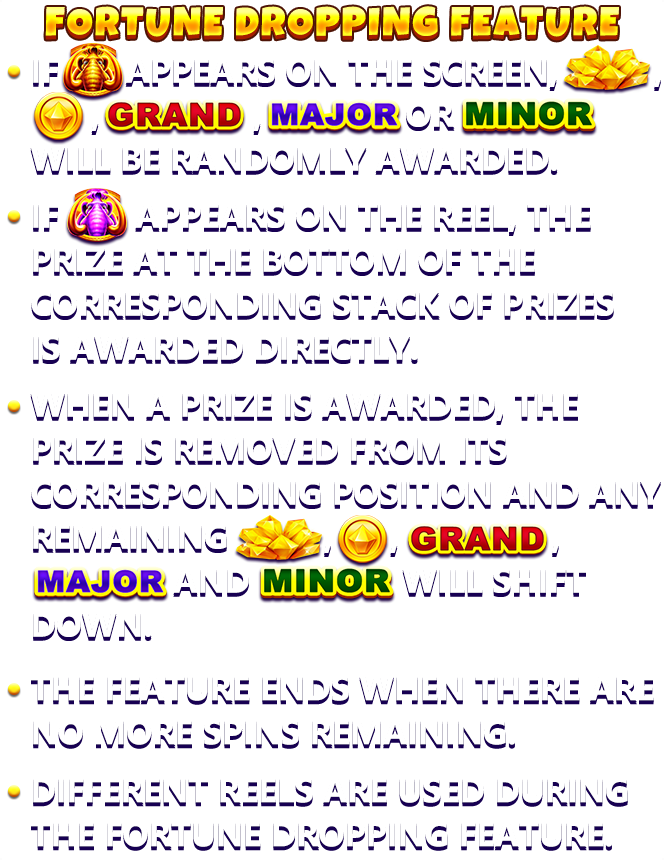 FORTUNE DROPPING FEATURE
• IF APPEARS ON THE SCREEN, ,
, GRAND , MAJOR OR MINOR
WILL BE RANDOMLY AWARDED.
• IF APPEARS ON THE REEL, THE
PRIZE AT THE BOTTOM OF THE
CORRESPONDING STACK OF PRIZES
IS AWARDED DIRECTLY.
• WHEN A PRIZE IS AWARDED, THE
PRIZE IS REMOVED FROM ITS
CORRESPONDING POSITION AND ANY
REMAINING , , GRAND ,
MAJOR AND MINOR WILL SHIFT
DOWN.
• THE FEATURE ENDS WHEN THERE ARE
NO MORE SPINS REMAINING.
• DIFFERENT REELS ARE USED DURING
THE FORTUNE DROPPING FEATURE.